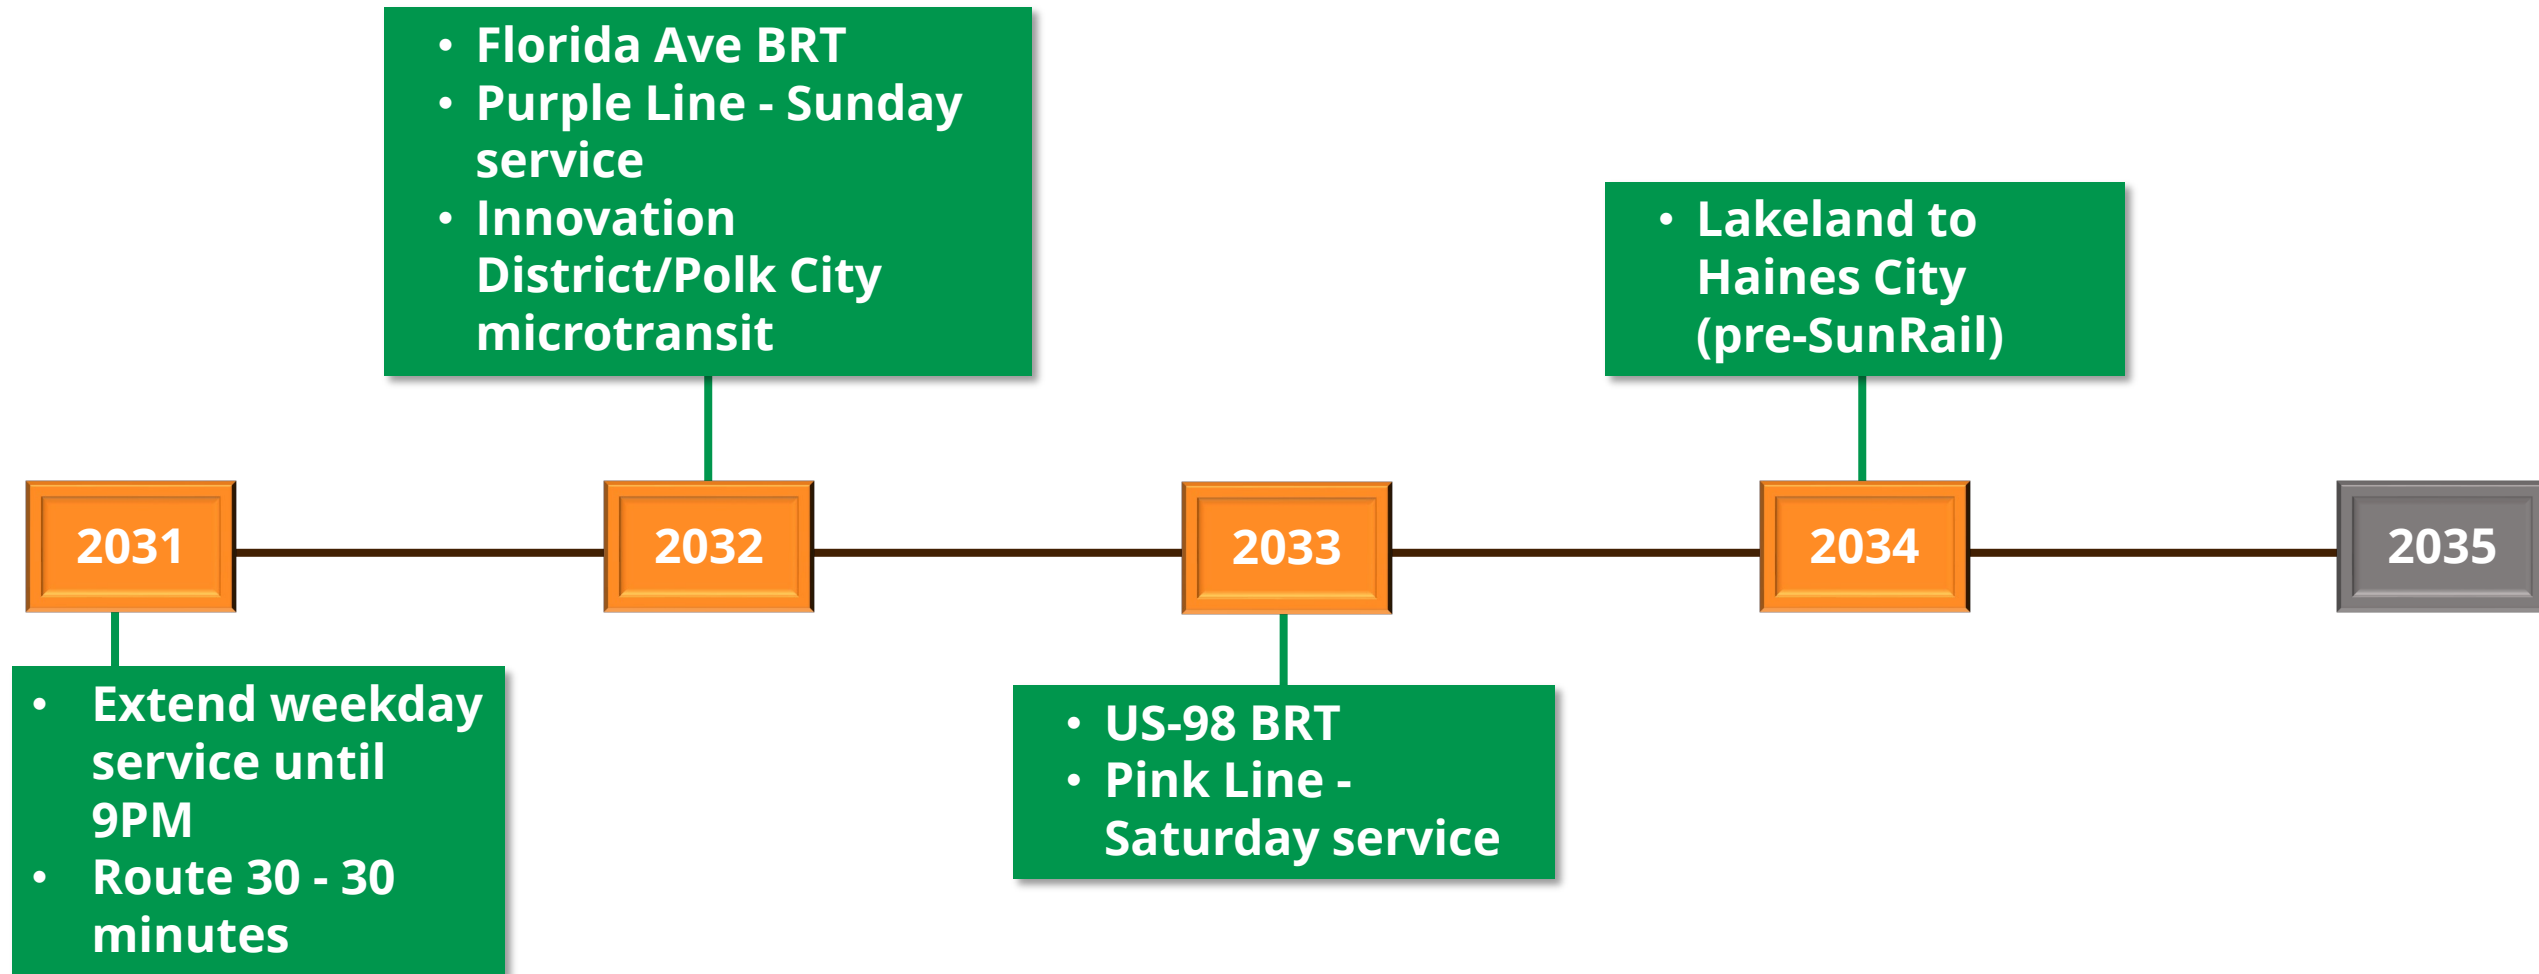 • Florida Ave BRT
• Purple Line - Sunday
service
• Innovation
District/Polk City
microtransit
• Lakeland to
Haines City
(pre-SunRail)
2031
2032
2033
2034
2035
• Extend weekday
service until
9PM
• Route 30 - 30
minutes
• US-98 BRT
• Pink Line -
Saturday service